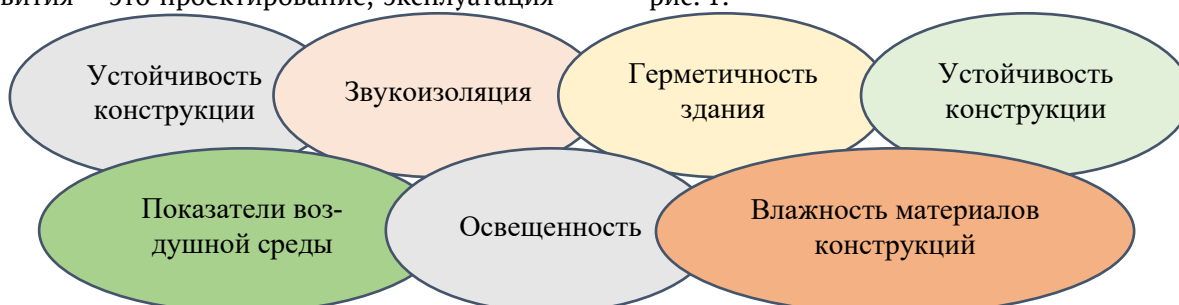 это проектирование, эксплуатация
рис. 1.
Устойчивость
конструкции
Звукоизоляция
Герметичность
здания
Устойчивость
конструкции
Показатели воз-
душной среды
Освещенность
Влажность материалов
конструкций